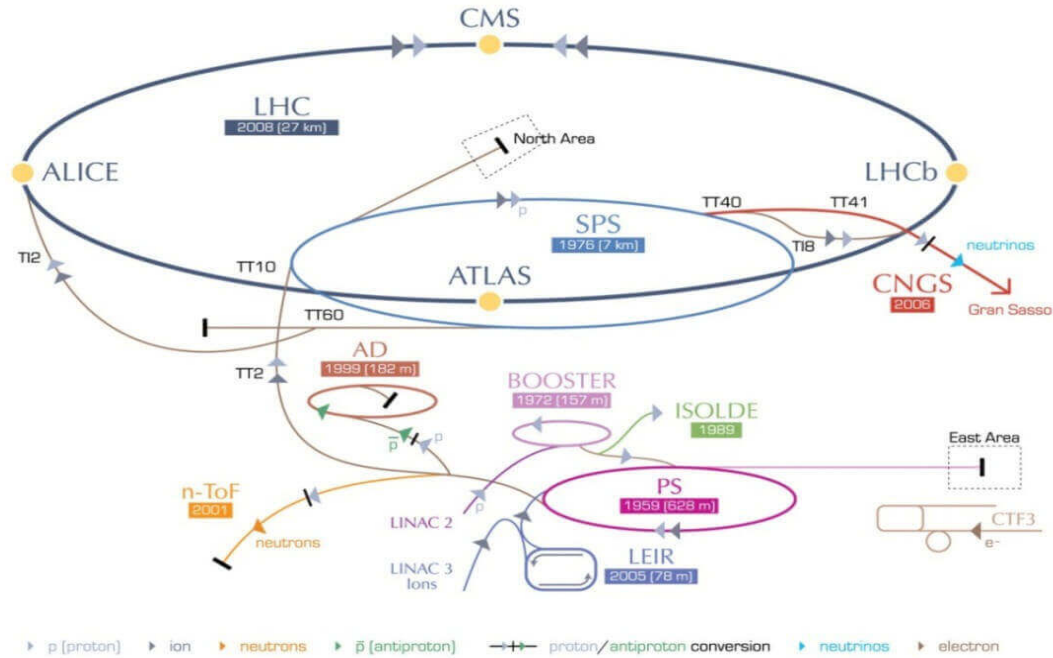 CMS
LHC
2008 (27 km)
North Area
ALICE
LHCb
TT40
TT41
SPS
1976 (7 km)
p
TI8
neutrinos
TI2
TT10
ATLAS
CNGS
2006
Gran Sasso
TT60
AD
1999 (182 m)
TT2
BOOSTER
1972 (157 m)
ISOLDE
1989
p̅
p
East Area
n-ToF
2001
PS
1959 (628 m)
p
LINAC 2
CTF3
neutrons
e-
LEIR
2005 (78 m)
LINAC 3
Ions
p (proton)
ion
neutrons
p̅ (antiproton)
proton/antiproton conversion
neutrinos
electron